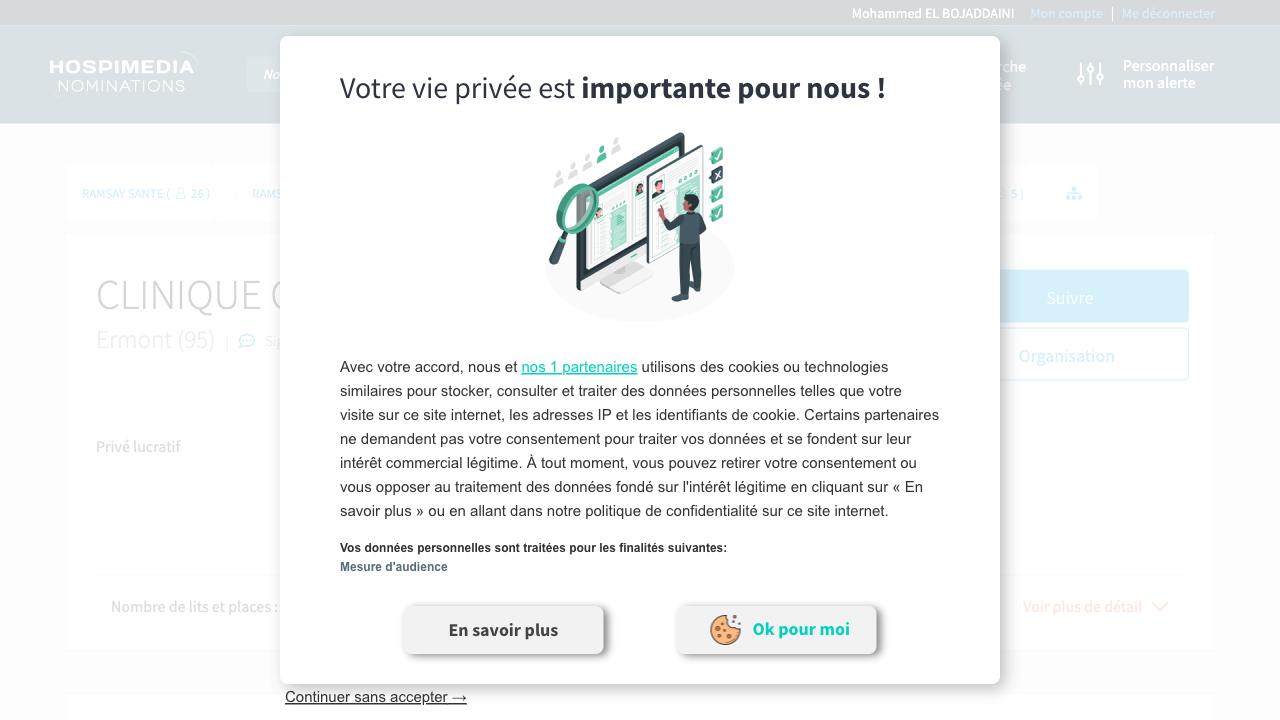 Mohammed EL BOJADDAINI Mon compte | Me déconnecter
HOSPIMEDIA
NOMINATIONS
Personnaliser
mon alerte
RAMSAY SANTE ( 26 )
5 )
CLINIQUE
Ermont (95) |
Suivre
Organisation
Privé lucratif
Nombre de lits et places :
Voir plus de détail
Votre vie privée est importante pour nous !
Avec votre accord, nous et nos 1 partenaires utilisons des cookies ou technologies
similaires pour stocker, consulter et traiter des données personnelles telles que votre
visite sur ce site internet, les adresses IP et les identifiants de cookie. Certains partenaires
ne demandent pas votre consentement pour traiter vos données et se fondent sur leur
intérêt commercial légitime. À tout moment, vous pouvez retirer votre consentement ou
vous opposer au traitement des données fondé sur l'intérêt légitime en cliquant sur « En
savoir plus » ou en allant dans notre politique de confidentialité sur ce site internet.
Vos données personnelles sont traitées pour les finalités suivantes:
Mesure d'audience
En savoir plus
Ok pour moi
Continuer sans accepter →